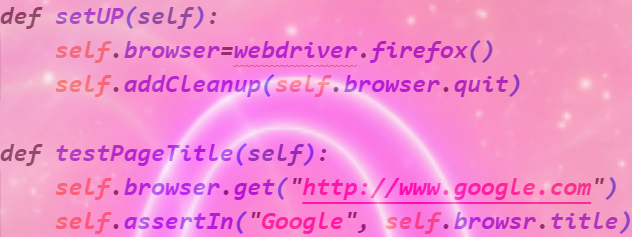 def setUP(self):
    self.browser=webdriver.firefox()
    self.addCleanup(self.browser.quit)
def testPageTitle(self):
    self.browser.get("http://www.google.com")
    self.assertIn("Google", self.browsr.title)